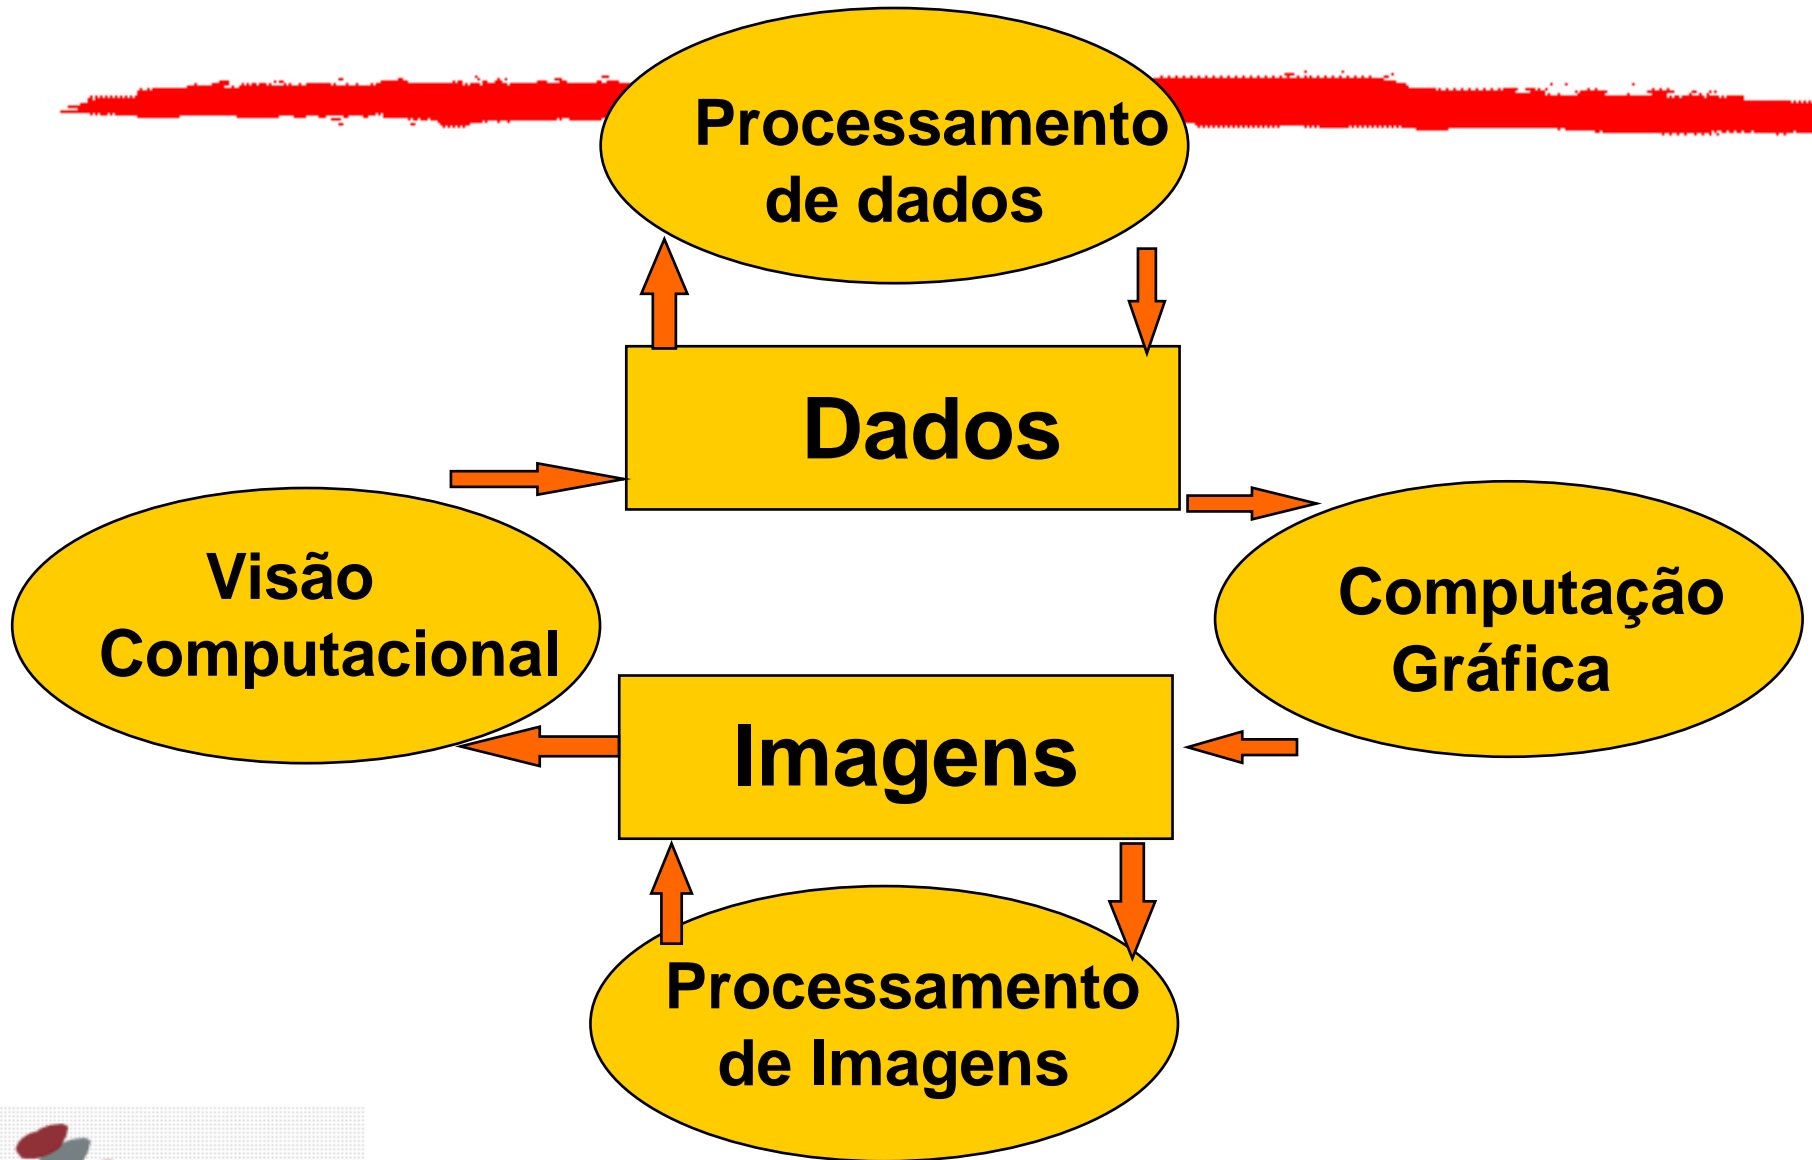 Processamento
de dados
Dados
Visão
Computacional
Computação
Gráfica
Imagens
Processamento
de Imagens